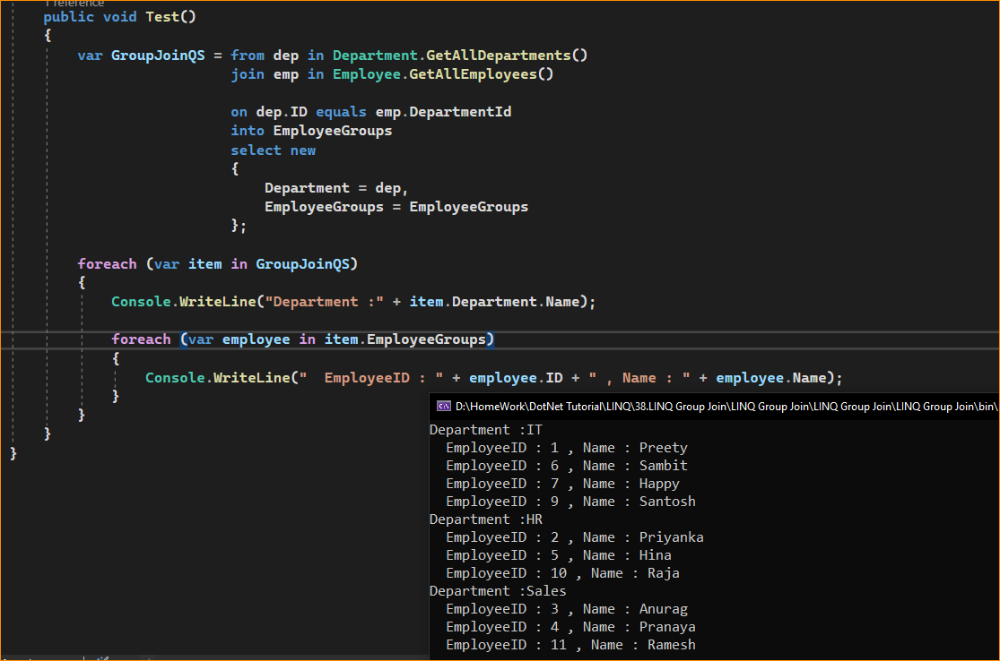 1 reference
public void Test()
{
var GroupJoinQS = from dep in Department.GetAllDepartments()
join emp in Employee.GetAllEmployees()
on dep.ID equals emp.DepartmentId
into EmployeeGroups
select new
{
Department = dep,
EmployeeGroups = EmployeeGroups
};
foreach (var item in GroupJoinQS)
{
Console.WriteLine("Department :" + item.Department.Name);
foreach (var employee in item.EmployeeGroups)
{
Console.WriteLine("  EmployeeID : " + employee.ID + " , Name : " + employee.Name);
}
}
}
}
D:\HomeWork\DotNet Tutorial\LINQ\38.LINQ Group Join\LINQ Group Join\LINQ Group Join\LINQ Group Join\bin\
Department :IT
EmployeeID : 1 , Name : Preety
EmployeeID : 6 , Name : Sambit
EmployeeID : 7 , Name : Happy
EmployeeID : 9 , Name : Santosh
Department :HR
EmployeeID : 2 , Name : Priyanka
EmployeeID : 5 , Name : Hina
EmployeeID : 10 , Name : Raja
Department :Sales
EmployeeID : 3 , Name : Anurag
EmployeeID : 4 , Name : Pranaya
EmployeeID : 11 , Name : Ramesh